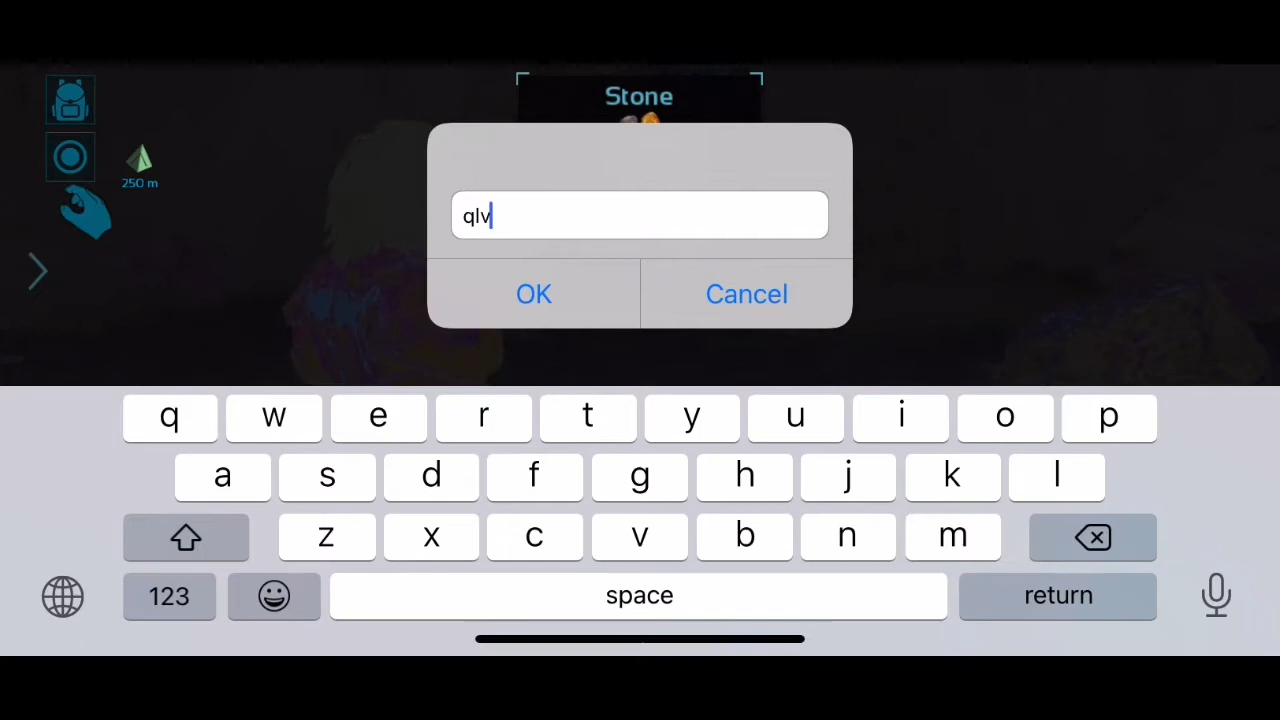 Stone
250 m
qlv
OK
Cancel
q w e r t y u i o p
a s d f g h j k l
z x c v b n m
123
space
return